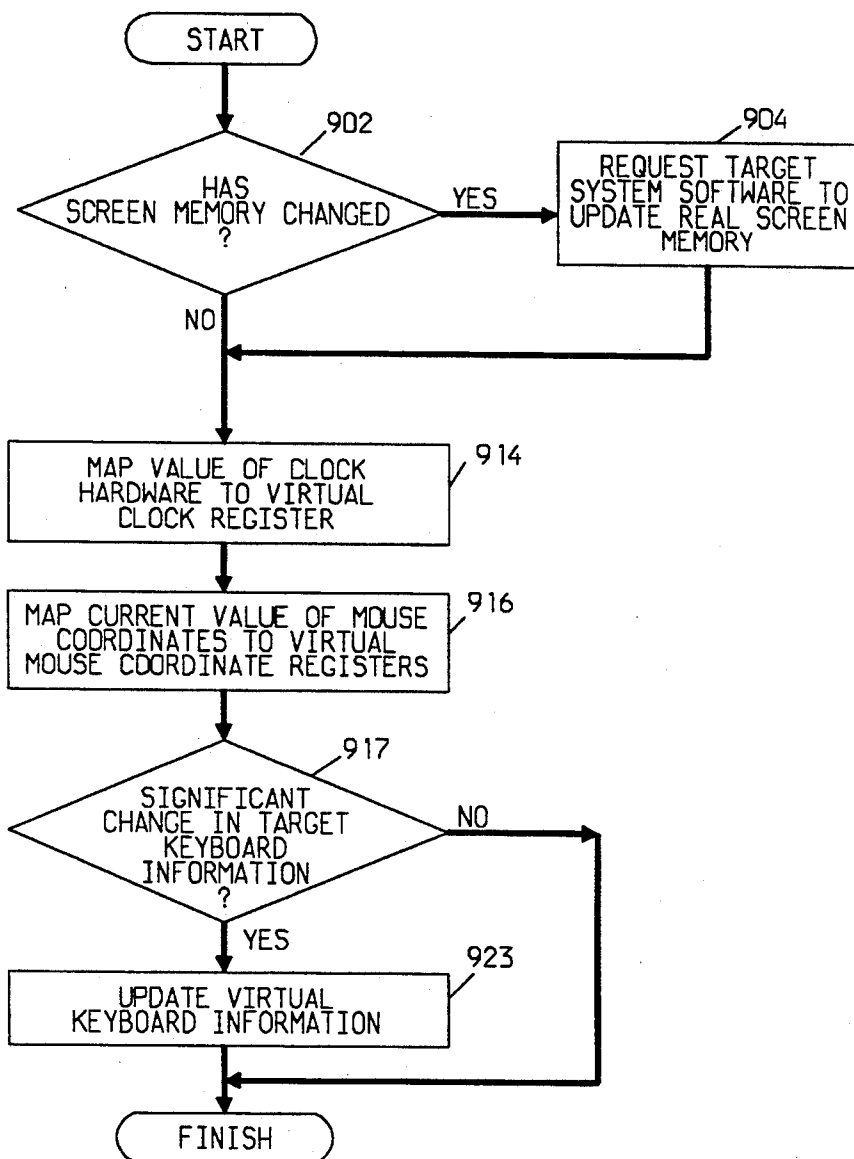 START
902
HAS
SCREEN MEMORY CHANGED
?
YES
904
REQUEST TARGET
SYSTEM SOFTWARE TO
UPDATE REAL SCREEN
MEMORY
NO
MAP VALUE OF CLOCK
HARDWARE TO VIRTUAL
CLOCK REGISTER
914
MAP CURRENT VALUE OF MOUSE
COORDINATES TO VIRTUAL
MOUSE COORDINATE REGISTERS
916
917
SIGNIFICANT
CHANGE IN TARGET
KEYBOARD
INFORMATION
?
NO
YES
923
UPDATE VIRTUAL
KEYBOARD INFORMATION
FINISH